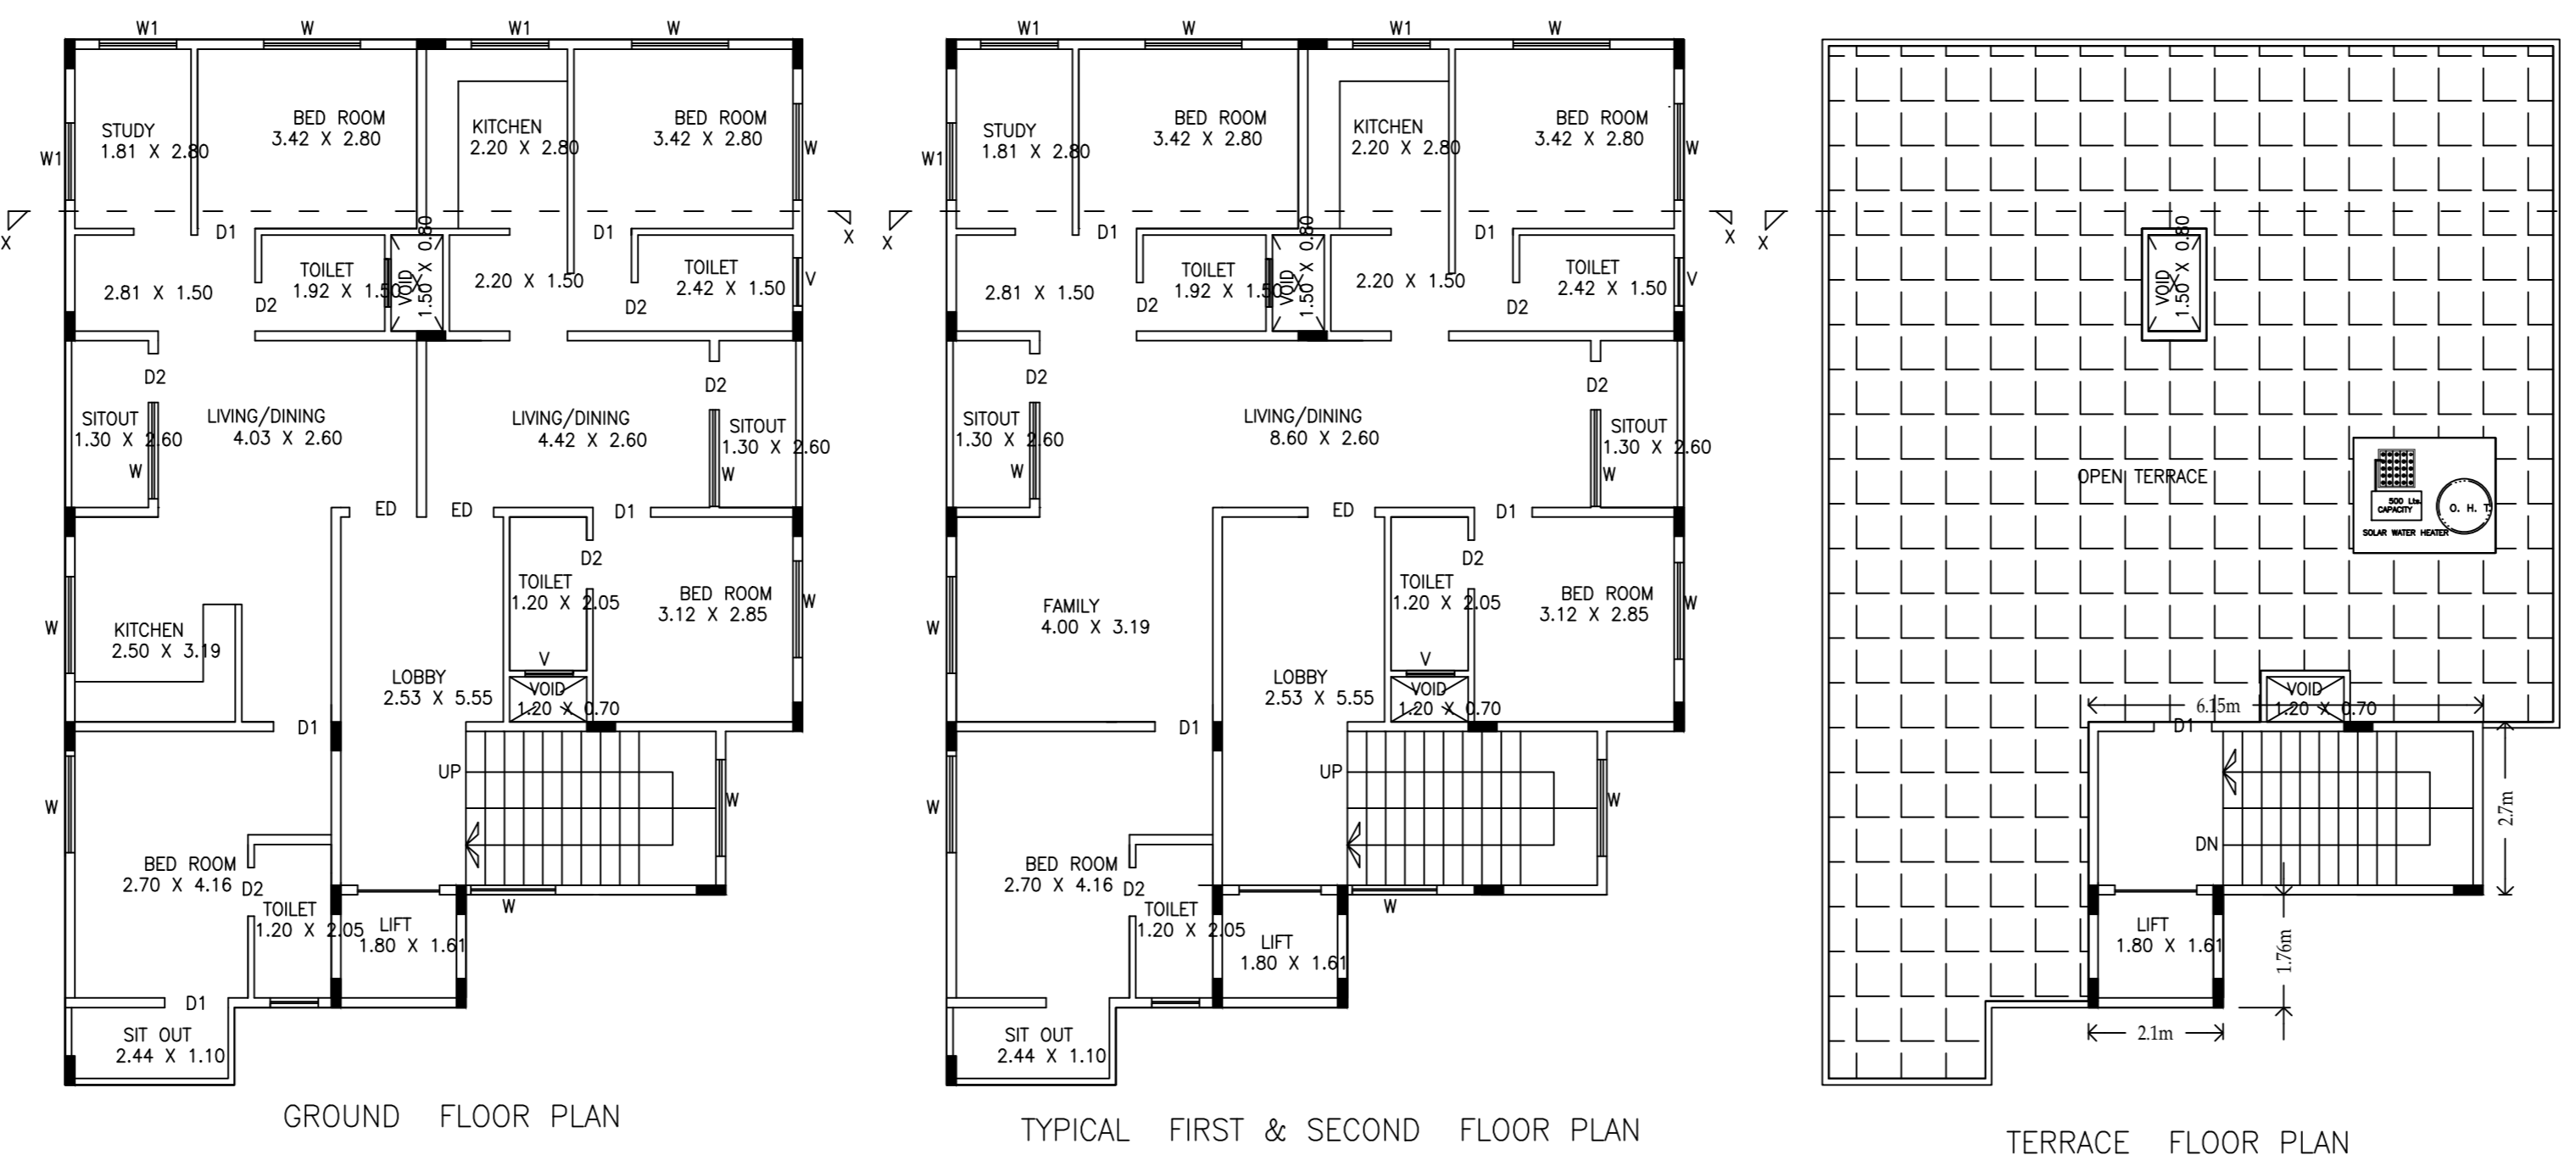 W1
W
W1
W
STUDY
1.81 X 2.80
BED ROOM
3.42 X 2.80
KITCHEN
2.20 X 2.80
BED ROOM
3.42 X 2.80
W1
W
X
X
D1
D1
TOILET
1.92 X 1.50
VOID
1.50 X 0.80
2.81 X 1.50
D2
2.20 X 1.50
TOILET
2.42 X 1.50
V
D2
D2
D2
SITOUT
1.30 X 2.60
W
LIVING/DINING
4.03 X 2.60
LIVING/DINING
4.42 X 2.60
SITOUT
1.30 X 2.60
W
ED
ED
D1
D2
TOILET
1.20 X 2.05
BED ROOM
3.12 X 2.85
W
W
KITCHEN
2.50 X 3.19
LOBBY
2.53 X 5.55
V
VOID
1.20 X 0.70
D1
UP
W
W
BED ROOM
2.70 X 4.16
D2
TOILET
1.20 X 2.05
LIFT
1.80 X 1.61
W
D1
SIT OUT
2.44 X 1.10
GROUND FLOOR PLAN
W1
W
W1
W
STUDY
1.81 X 2.80
BED ROOM
3.42 X 2.80
KITCHEN
2.20 X 2.80
BED ROOM
3.42 X 2.80
W1
W
X
X
D1
D1
TOILET
1.92 X 1.50
VOID
1.50 X 0.80
2.81 X 1.50
D2
2.20 X 1.50
TOILET
2.42 X 1.50
V
D2
D2
D2
SITOUT
1.30 X 2.60
W
LIVING/DINING
8.60 X 2.60
SITOUT
1.30 X 2.60
W
ED
D1
D2
TOILET
1.20 X 2.05
BED ROOM
3.12 X 2.85
W
W
FAMILY
4.00 X 3.19
LOBBY
2.53 X 5.55
V
VOID
1.20 X 0.70
D1
UP
W
W
BED ROOM
2.70 X 4.16
D2
TOILET
1.20 X 2.05
LIFT
1.80 X 1.61
W
D1
SIT OUT
2.44 X 1.10
TYPICAL FIRST & SECOND FLOOR PLAN
X
VOID
1.50 X 0.80
OPEN TERRACE
500 Lts.
CAPACITY
O. H. T.
SOLAR WATER HEATER
VOID
1.20 X 0.70
6.15m
D1
2.7m
DN
LIFT
1.80 X 1.61
1.76m
2.1m
TERRACE FLOOR PLAN